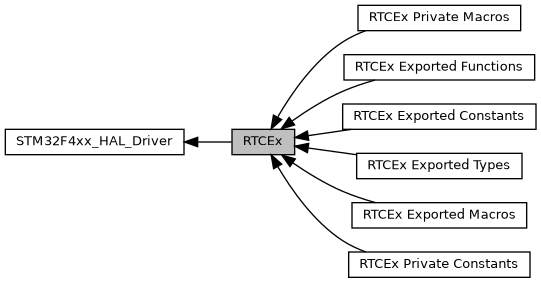 RTCEx Private Macros
RTCEx Exported Functions
RTCEx Exported Constants
STM32F4xx_HAL_Driver
RTCEx
RTCEx Exported Types
RTCEx Exported Macros
RTCEx Private Constants